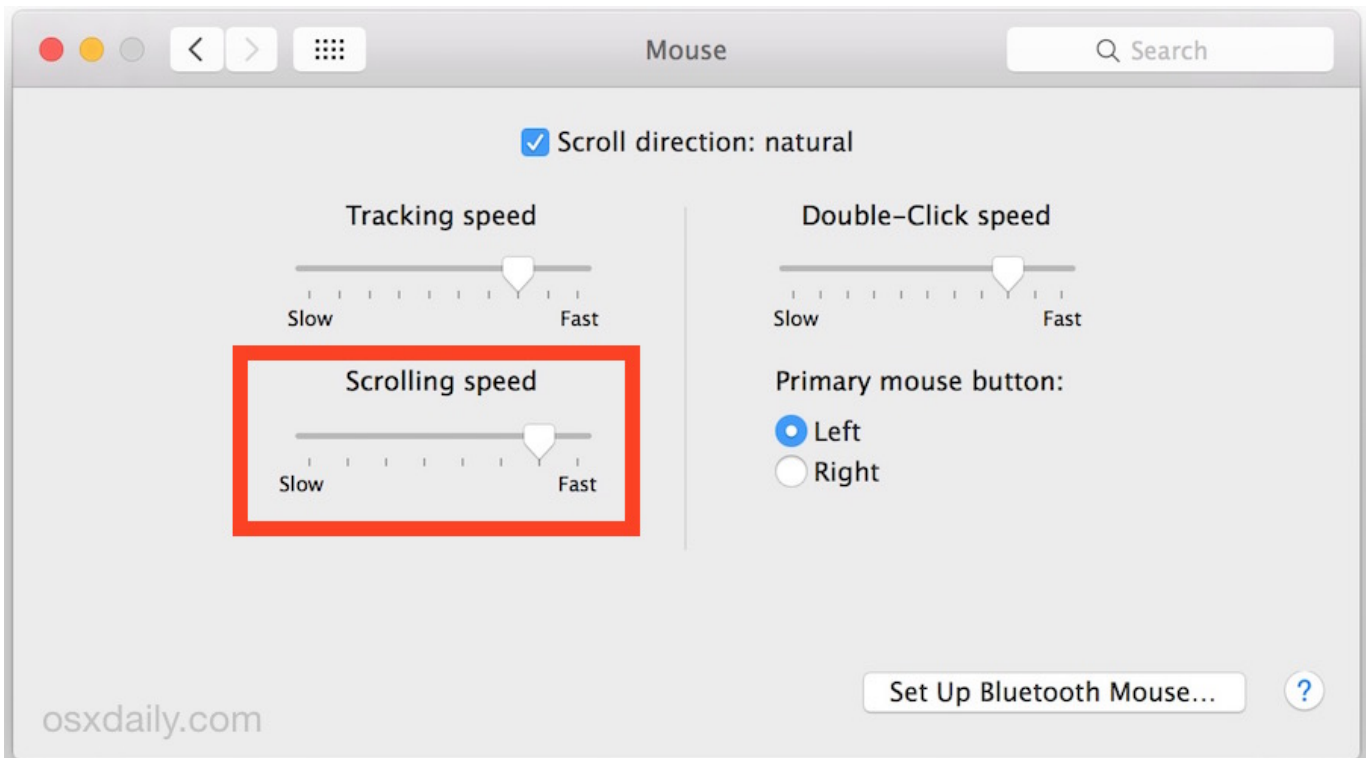 Mouse
Search
Scroll direction: natural
Tracking speed
Slow Fast
Double-Click speed
Slow Fast
Scrolling speed
Slow Fast
Primary mouse button:
Left
Right
Set Up Bluetooth Mouse...
?
osxdaily.com